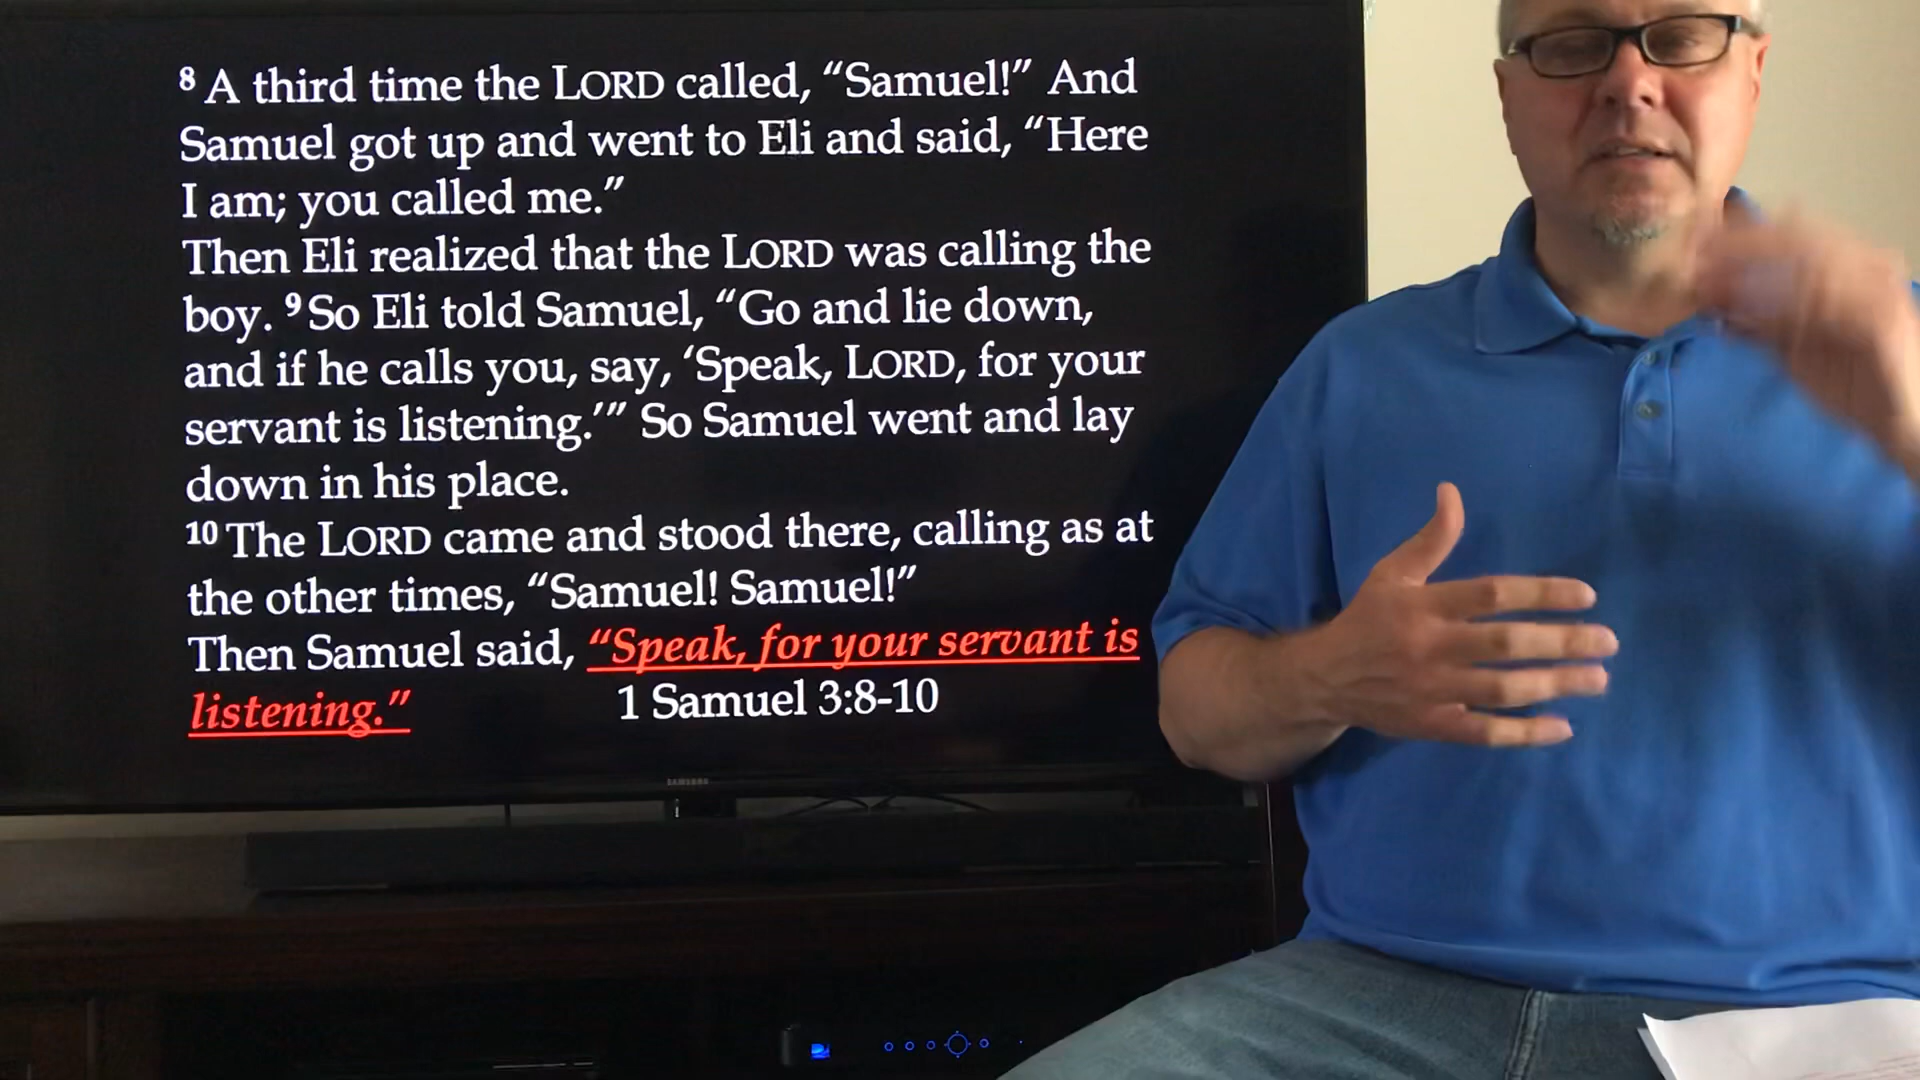 8 A third time the LORD called, “Samuel!” And
Samuel got up and went to Eli and said, “Here
I am; you called me.”
Then Eli realized that the LORD was calling the
boy. 9 So Eli told Samuel, “Go and lie down,
and if he calls you, say, ‘Speak, LORD, for your
servant is listening.’” So Samuel went and lay
down in his place.
10 The LORD came and stood there, calling as at
the other times, “Samuel! Samuel!”
Then Samuel said, “Speak, for your servant is
listening.” 1 Samuel 3:8-10
SAMSUNG